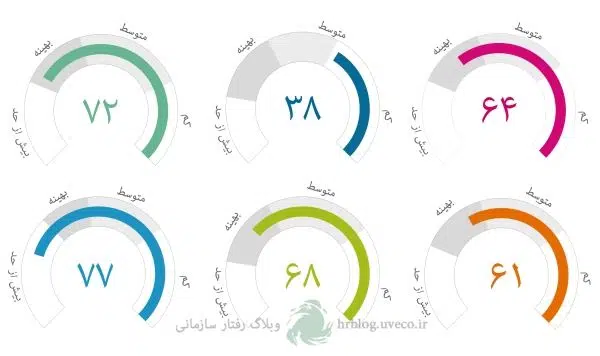 کم متوسط بهینه بیش از حد
۷۲
کم متوسط بهینه بیش از حد
۳۸
کم متوسط بهینه بیش از حد
۶۴
کم متوسط بهینه بیش از حد
۷۷
کم متوسط بهینه بیش از حد
۶۸
کم متوسط بهینه بیش از حد
۶۱
وبلاگ رفتار سازمانی hrblog.uveco.ir